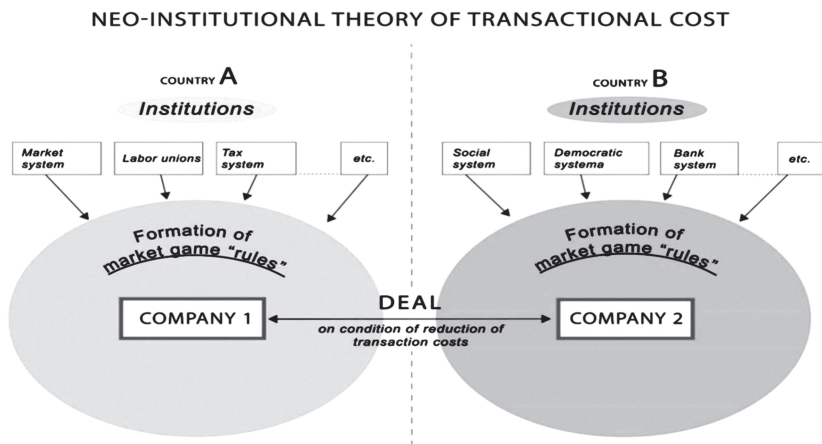 NEO-INSTITUTIONAL THEORY OF TRANSACTIONAL COST
COUNTRY A
Institutions
Market
system
Labor unions
Tax
system
etc.
Formation of
market game “rules”
COMPANY 1
COUNTRY B
Institutions
Social
system
Democratic
systema
Bank
system
etc.
Formation of
market game “rules”
COMPANY 2
DEAL
on condition of reduction of
transaction costs